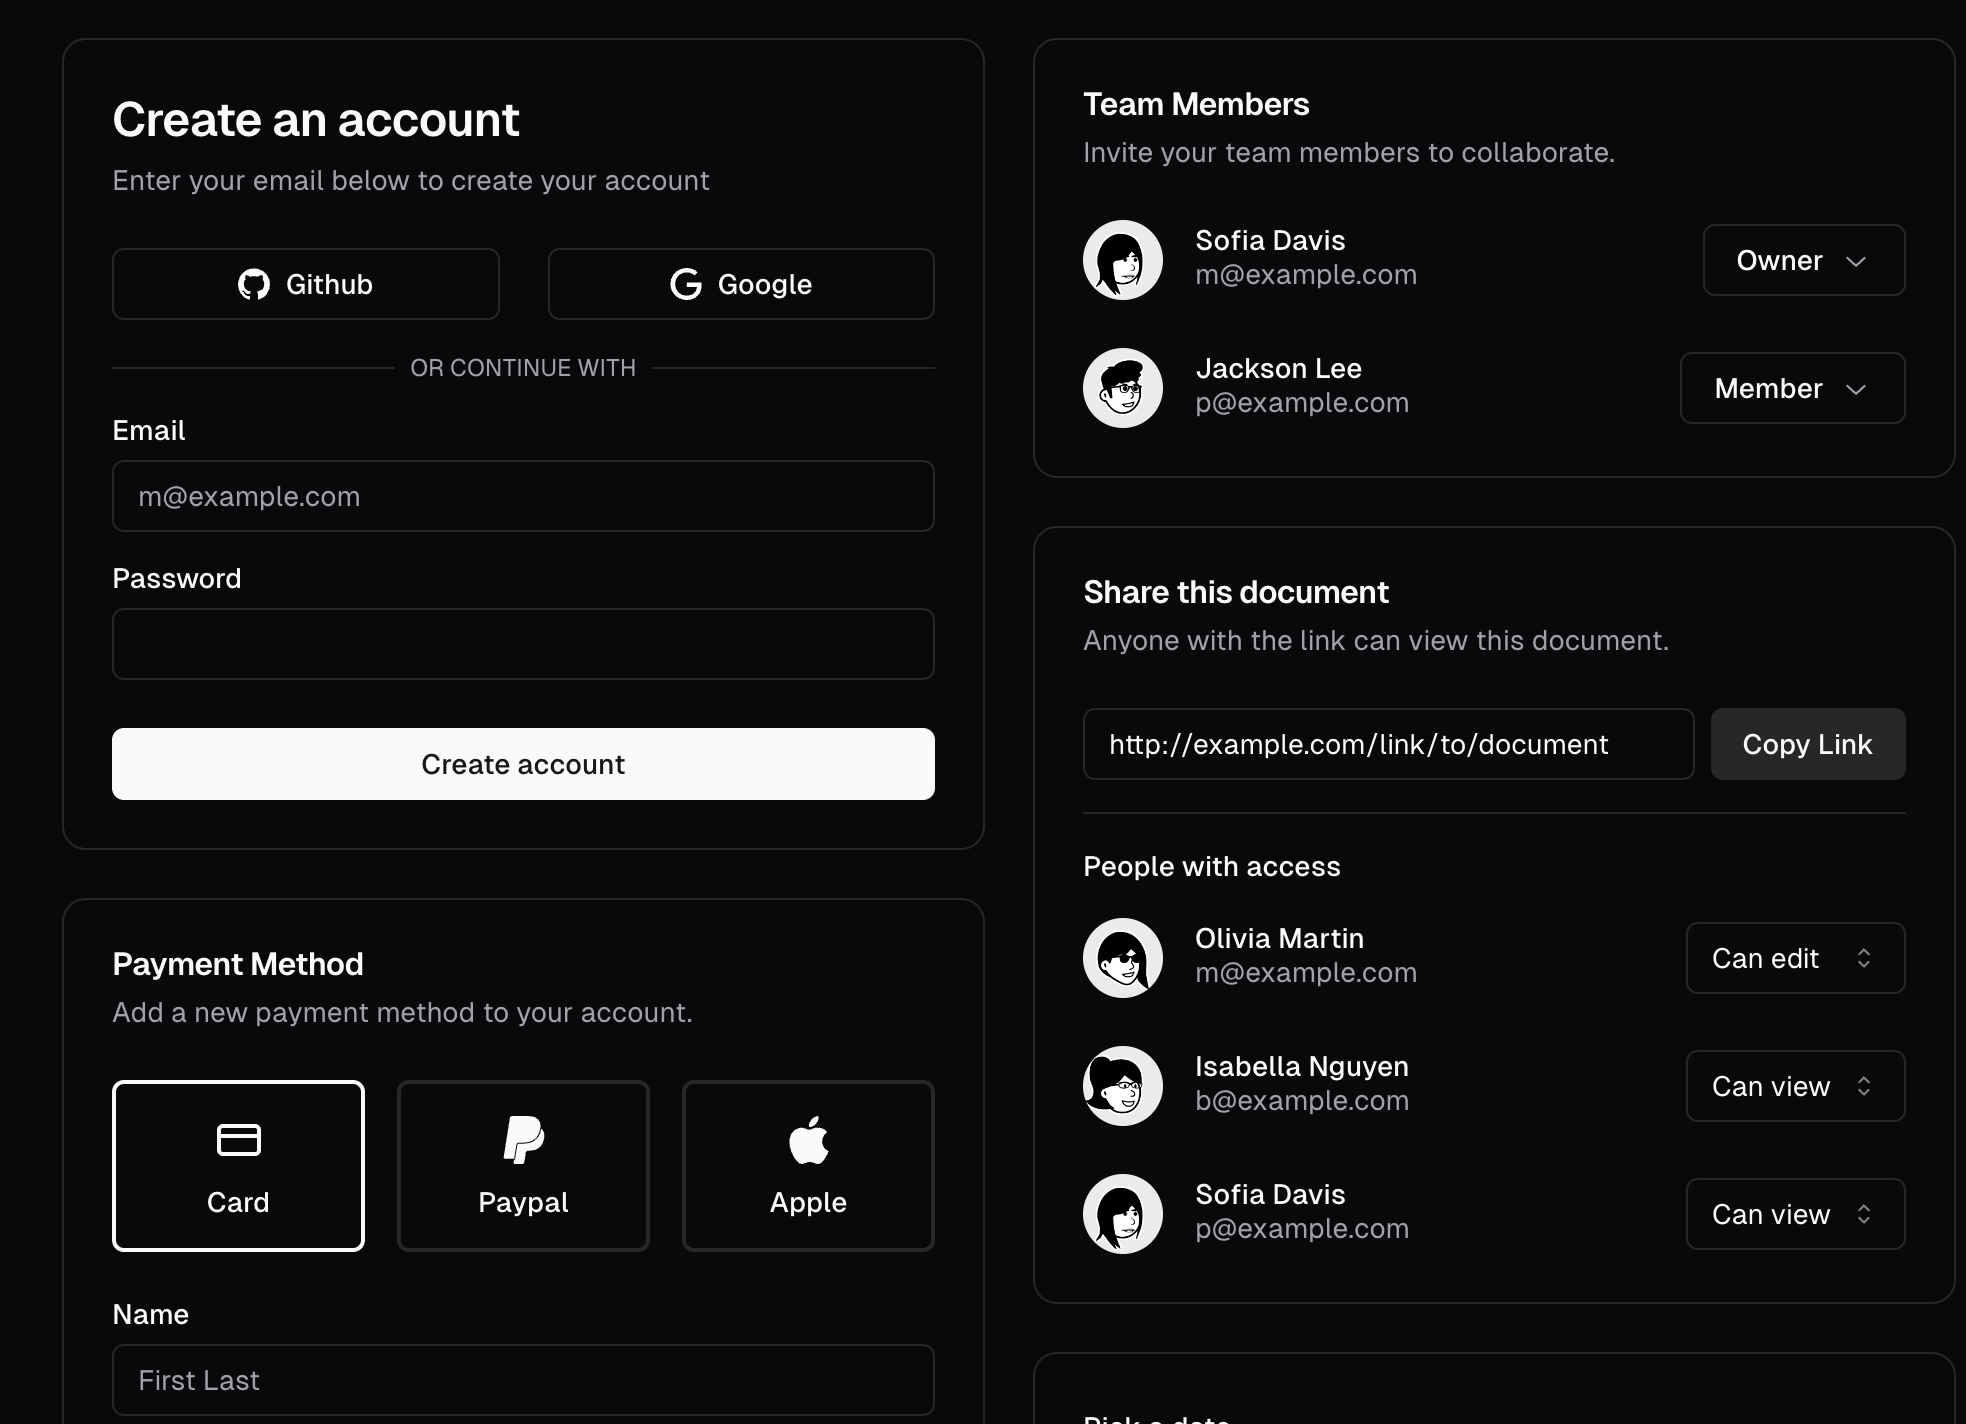 Create an account
Enter your email below to create your account
Github
Google
OR CONTINUE WITH
Email
m@example.com
Password
Create account
Payment Method
Add a new payment method to your account.
Card
Paypal
Apple
Name
First Last
Team Members
Invite your team members to collaborate.
Sofia Davis
m@example.com
Owner
Jackson Lee
p@example.com
Member
Share this document
Anyone with the link can view this document.
http://example.com/link/to/document
Copy Link
People with access
Olivia Martin
m@example.com
Can edit
Isabella Nguyen
b@example.com
Can view
Sofia Davis
p@example.com
Can view
Pick a date